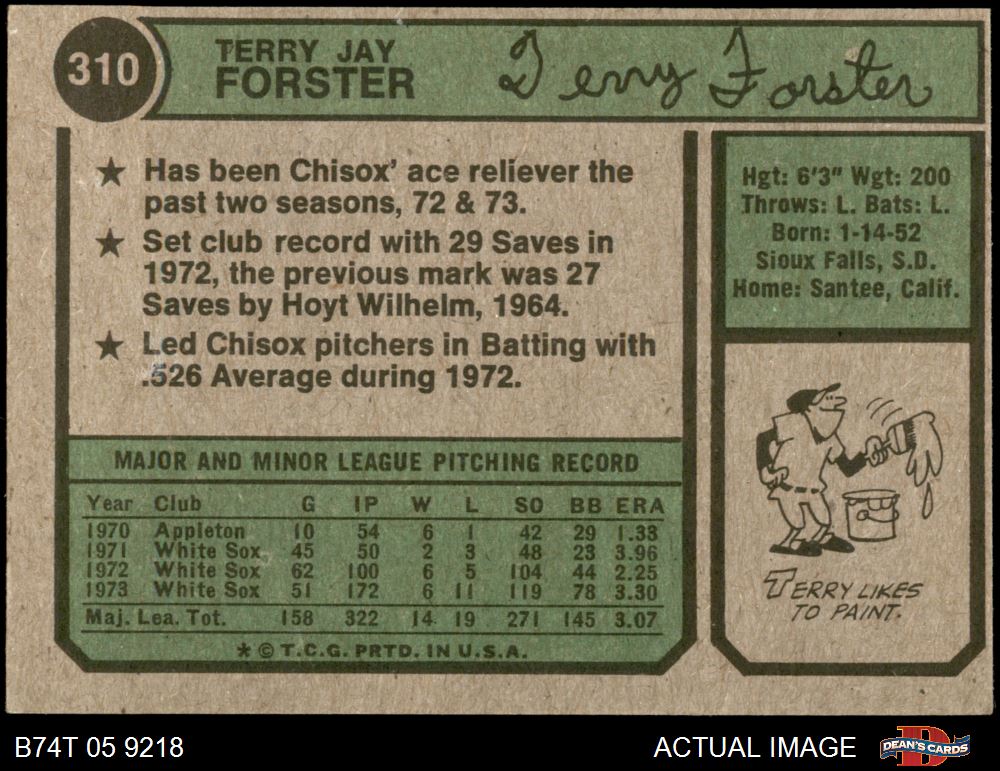 310
TERRY JAY
FORSTER
Terry Forster
★ Has been Chisox' ace reliever the
past two seasons, 72 & 73.
★ Set club record with 29 Saves in
1972, the previous mark was 27
Saves by Hoyt Wilhelm, 1964.
★ Led Chisox pitchers in Batting with
.526 Average during 1972.
Hgt: 6'3" Wgt: 200
Throws: L. Bats: L.
Born: 1-14-52
Sioux Falls, S.D.
Home: Santee, Calif.
MAJOR AND MINOR LEAGUE PITCHING RECORD
Year Club G IP W L SO BB ERA
1970 Appleton 10 54 6 1 42 29 1.33
1971 White Sox 45 50 2 3 48 23 3.96
1972 White Sox 62 100 6 5 104 44 2.25
1973 White Sox 51 172 6 11 119 78 3.30
Maj. Lea. Tot. 158 322 14 19 271 145 3.07
* © T.C.G. PRTD. IN U.S.A.
TERRY LIKES
TO PAINT.
B74T 05 9218
ACTUAL IMAGE
DEAN'S CARDS